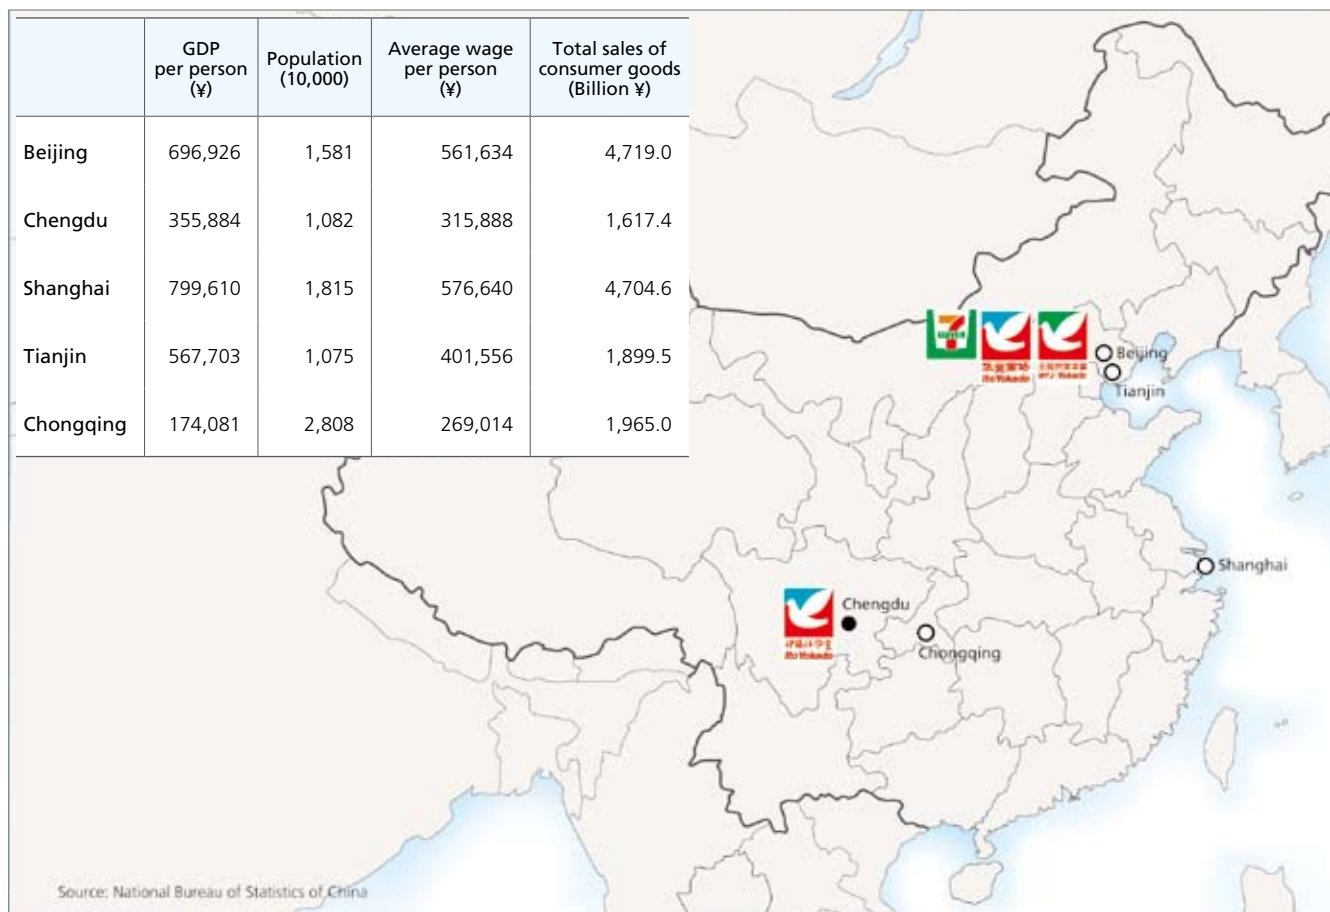 GDP
per person
(¥)
Population
(10,000)
Average wage
per person
(¥)
Total sales of
consumer goods
(Billion ¥)
Beijing 696,926 1,581 561,634 4,719.0
Chengdu 355,884 1,082 315,888 1,617.4
Shanghai 799,610 1,815 576,640 4,704.6
Tianjin 567,703 1,075 401,556 1,899.5
Chongqing 174,081 2,808 269,014 1,965.0
Beijing
Tianjin
Ito Yokado
Shanghai
Chengdu
Ito Yokado
Chongqing
Source: National Bureau of Statistics of China